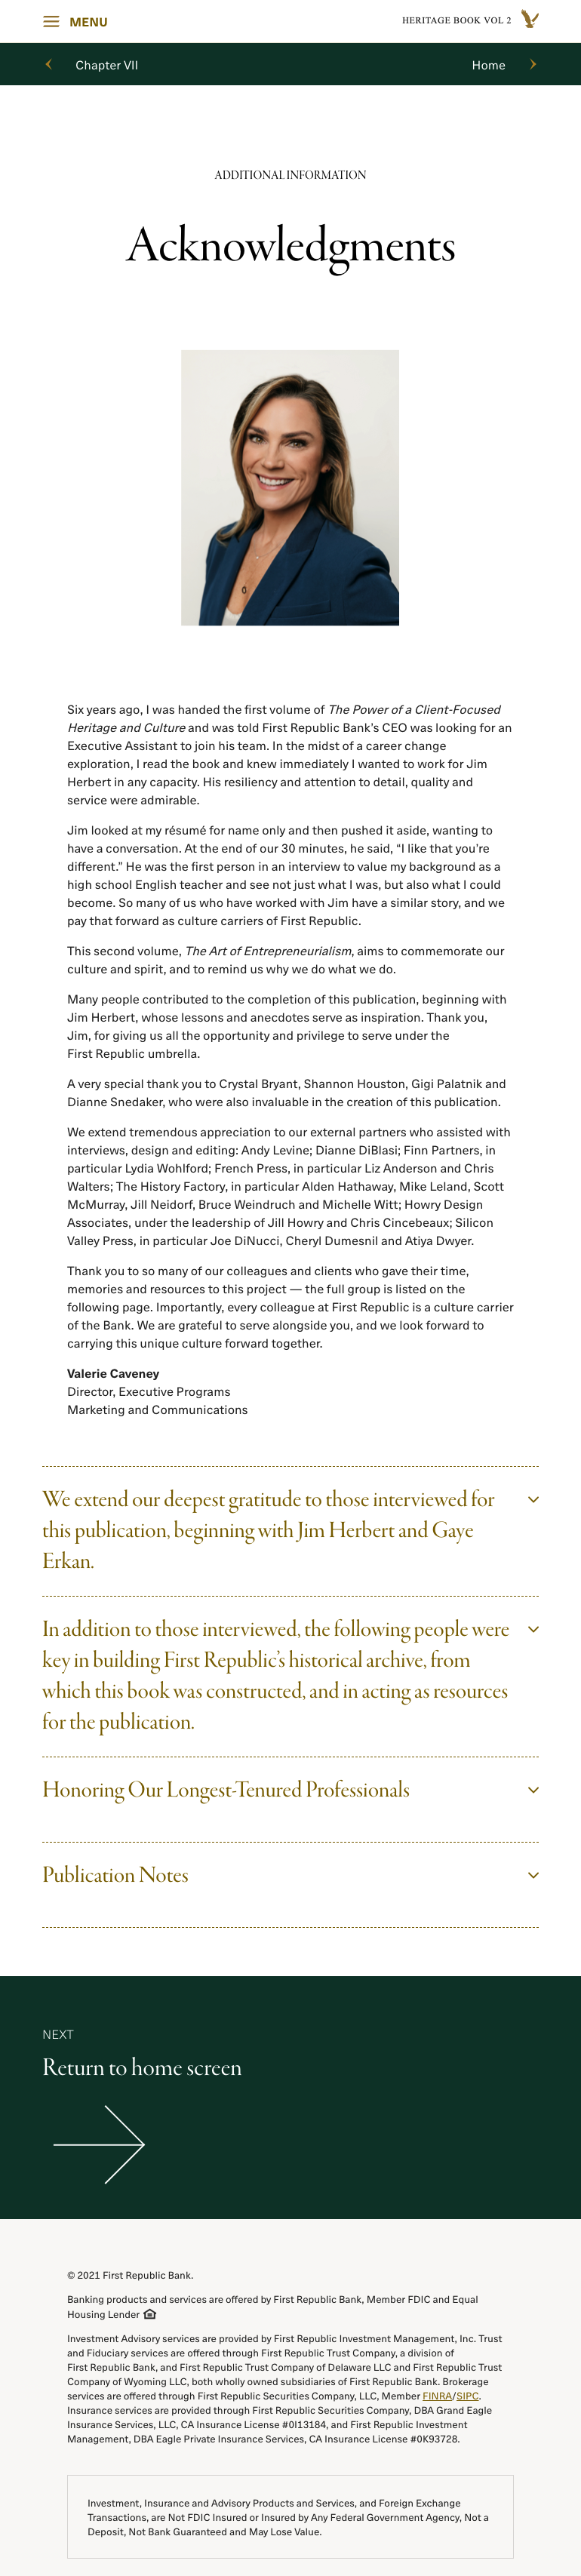 MENU
HERITAGE BOOK VOL 2
Chapter VII
Home
ADDITIONAL INFORMATION
Acknowledgments
Six years ago, I was handed the first volume of The Power of a Client-Focused
Heritage and Culture and was told First Republic Bank's CEO was looking for an
Executive Assistant to join his team. In the midst of a career change
exploration, I read the book and knew immediately I wanted to work for Jim
Herbert in any capacity. His resiliency and attention to detail, quality and
service were admirable.
Jim looked at my résumé for name only and then pushed it aside, wanting to
have a conversation. At the end of our 30 minutes, he said, “I like that you’re
different.” He was the first person in an interview to value my background as a
high school English teacher and see not just what I was, but also what I could
become. So many of us who have worked with Jim have a similar story, and we
pay that forward as culture carriers of First Republic.
This second volume, The Art of Entrepreneurialism, aims to commemorate our
culture and spirit, and to remind us why we do what we do.
Many people contributed to the completion of this publication, beginning with
Jim Herbert, whose lessons and anecdotes serve as inspiration. Thank you,
Jim, for giving us all the opportunity and privilege to serve under the
First Republic umbrella.
A very special thank you to Crystal Bryant, Shannon Houston, Gigi Palatnik and
Dianne Snedaker, who were also invaluable in the creation of this publication.
We extend tremendous appreciation to our external partners who assisted with
interviews, design and editing: Andy Levine; Dianne DiBlasi; Finn Partners, in
particular Lydia Wohlford; French Press, in particular Liz Anderson and Chris
Walters; The History Factory, in particular Alden Hathaway, Mike Leland, Scott
McMurray, Jill Neidorf, Bruce Weindruch and Michelle Witt; Howry Design
Associates, under the leadership of Jill Howry and Chris Cincebeaux; Silicon
Valley Press, in particular Joe DiNucci, Cheryl Dumesnil and Atiya Dwyer.
Thank you to so many of our colleagues and clients who gave their time,
memories and resources to this project — the full group is listed on the
following page. Importantly, every colleague at First Republic is a culture carrier
of the Bank. We are grateful to serve alongside you, and we look forward to
carrying this unique culture forward together.
Valerie Caveney
Director, Executive Programs
Marketing and Communications
We extend our deepest gratitude to those interviewed for
this publication, beginning with Jim Herbert and Gaye
Erkan.
In addition to those interviewed, the following people were
key in building First Republic’s historical archive, from
which this book was constructed, and in acting as resources
for the publication.
Honoring Our Longest-Tenured Professionals
Publication Notes
NEXT
Return to home screen
© 2021 First Republic Bank.
Banking products and services are offered by First Republic Bank, Member FDIC and Equal
Housing Lender
Investment Advisory services are provided by First Republic Investment Management, Inc. Trust
and Fiduciary services are offered through First Republic Trust Company, a division of
First Republic Bank, and First Republic Trust Company of Delaware LLC and First Republic Trust
Company of Wyoming LLC, both wholly owned subsidiaries of First Republic Bank. Brokerage
services are offered through First Republic Securities Company, LLC, Member FINRA/SIPC.
Insurance services are provided through First Republic Securities Company, DBA Grand Eagle
Insurance Services, LLC, CA Insurance License #0I13184, and First Republic Investment
Management, DBA Eagle Private Insurance Services, CA Insurance License #0K93728.
Investment, Insurance and Advisory Products and Services, and Foreign Exchange
Transactions, are Not FDIC Insured or Insured by Any Federal Government Agency, Not a
Deposit, Not Bank Guaranteed and May Lose Value.